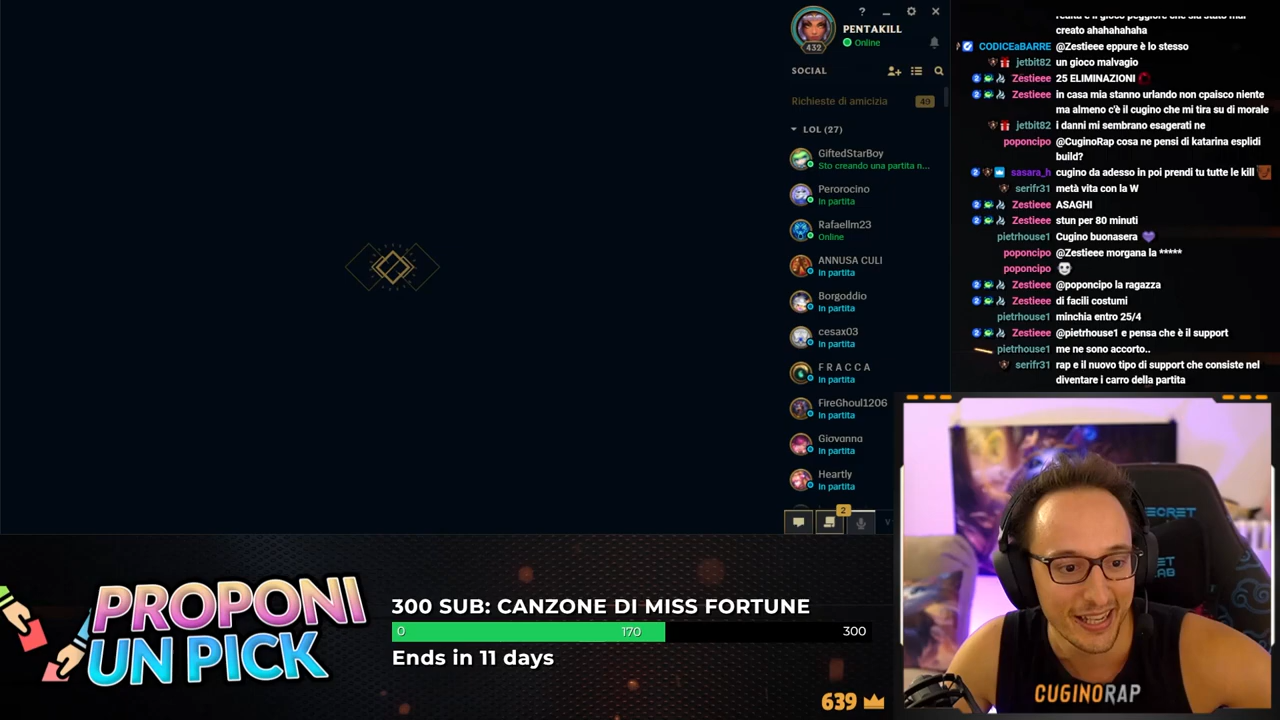 PENTAKILL
Online
432
SOCIAL
Richieste di amicizia
49
LOL (27)
GiftedStarBoy
Sto creando una partita n...
Perorocino
In partita
Rafaellm23
Online
ANNUSA CULI
In partita
Borgoddio
In partita
cesax03
In partita
F R A C C A
In partita
FireGhoul1206
In partita
Giovanna
In partita
Heartly
In partita
2
creato ahahahahaha
CODICEaBARRE @Zestieee eppure è lo stesso
jetbit82 un gioco malvagio
Zestieee 25 ELIMINAZIONI
Zestieee in casa mia stanno urlando non cpaisco niente
ma almeno c'è il cugino che mi tira su di morale
jetbit82 i danni mi sembrano esagerati ne
poponcipo @CuginoRap cosa ne pensi di katarina esplidi
build?
sasara_h cugino da adesso in poi prendi tu tutte le kill
serifr31 metà vita con la W
Zestieee ASAGHI
Zestieee stun per 80 minuti
pietrhouse1 Cugino buonasera
poponcipo @Zestieee morgana la *****
poponcipo
Zestieee @poponcipo la ragazza
Zestieee di facili costumi
pietrhouse1 minchia entro 25/4
Zestieee @pietrhouse1 e pensa che è il support
pietrhouse1 me ne sono accorto..
serifr31 rap e il nuovo tipo di support che consiste nel
diventare i carro della partita
PROPONI
UN PICK
300 SUB: CANZONE DI MISS FORTUNE
0 170 300
Ends in 11 days
639
CUGINORAP